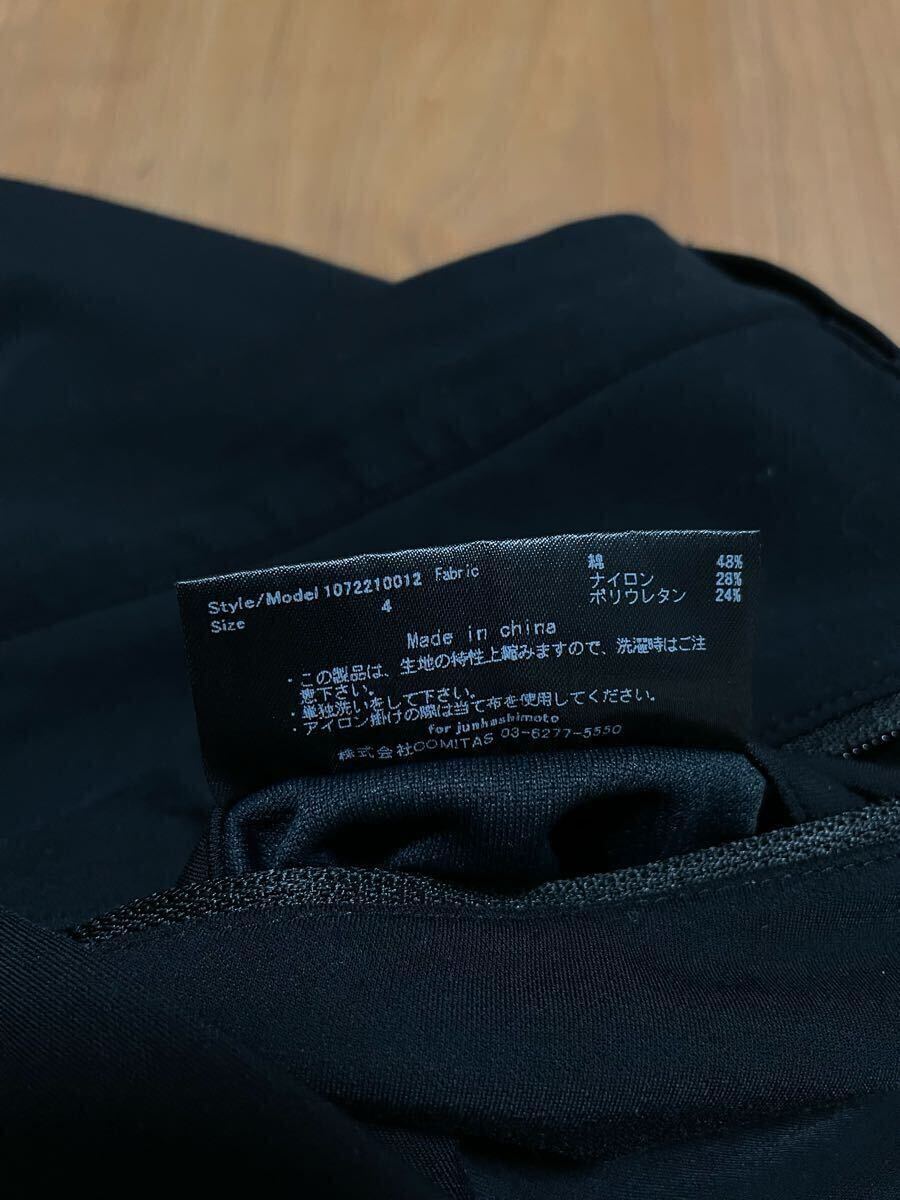 Style/Model 1072210012 Fabric 綿 48%
ナイロン 28%
Size 4 ポリウレタン 24%
Made in china
・この製品は、生地の特性上縮みますので、洗濯時はご注
意下さい。
・単独洗いをして下さい。
・アイロン掛けの際は当て布を使用してください。
for junhashimoto
株式会社COMITAS 03-6277-5550